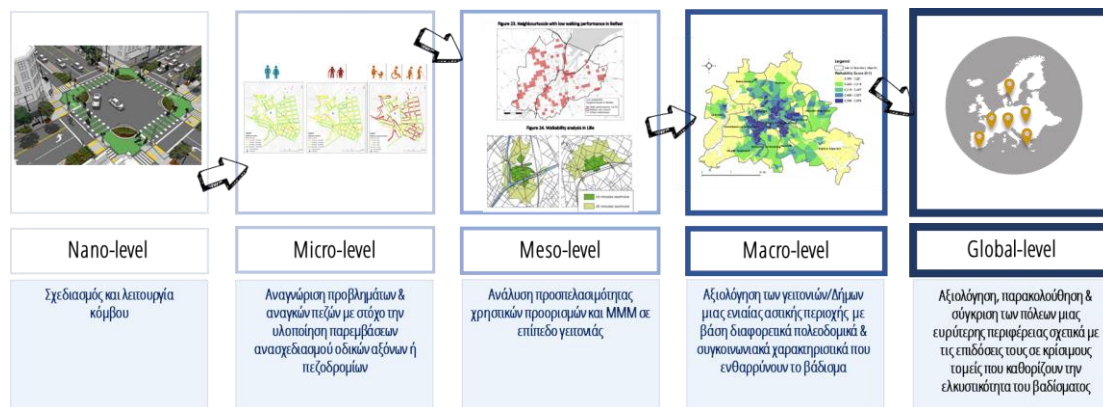 Figure 23. Neighbourhoods with low walking performance in Belfast
Figure 24. Walkability analysis in Lille
Legend
Nano-level
Σχεδιασμός και λειτουργία
κόμβου
Micro-level
Αναγνώριση προβλημάτων &
αναγκών πεζών με στόχο την
υλοποίηση παρεμβάσεων
ανασχεδιασμού οδικών αξόνων ή
πεζοδρομίων
Meso-level
Ανάλυση προσπελασιμότητας
χρηστικών προορισμών και ΜΜΜ σε
επίπεδο γειτονιάς
Macro-level
Αξιολόγηση των γειτονιών/Δήμων
μιας ενιαίας αστικής περιοχής με
βάση διαφορετικά πολεοδομικά &
συγκοινωνιακά χαρακτηριστικά που
ενθαρρύνουν το βάδισμα
Global-level
Αξιολόγηση, παρακολούθηση &
σύγκριση των πόλεων μιας
ευρύτερης περιφέρειας σχετικά με
τις επιδόσεις τους σε κρίσιμους
τομείς που καθορίζουν την
ελκυστικότητα του βαδίσματος